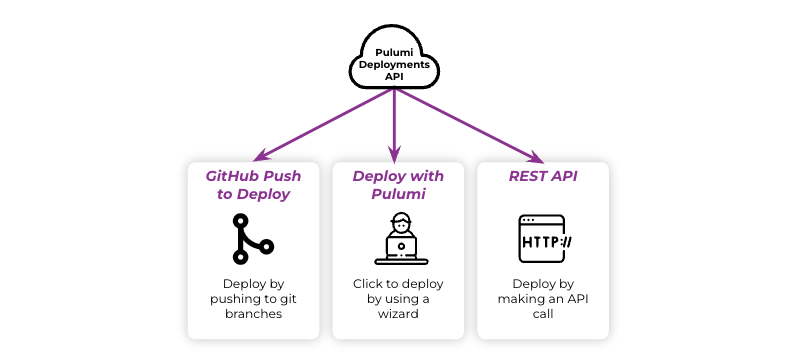 Pulumi
Deployments
API
GitHub Push
to Deploy
Deploy by
pushing to git
branches
Deploy with
Pulumi
Click to deploy
by using a
wizard
REST API
HTTP://
Deploy by
making an API
call